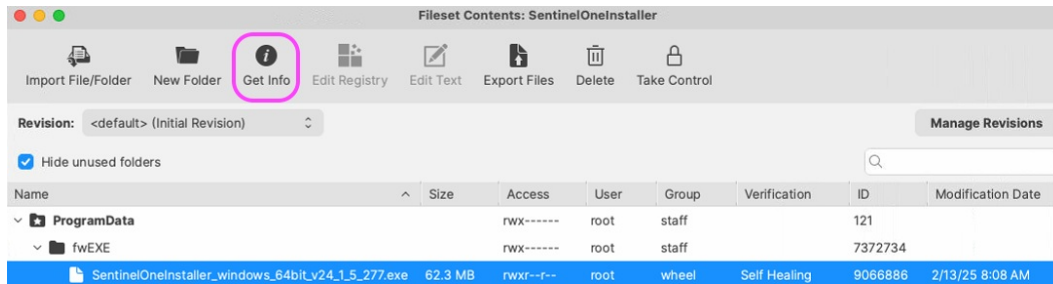 Fileset Contents: SentinelOneInstaller
Import File/Folder New Folder Get Info Edit Registry Edit Text Export Files Delete Take Control
Revision: <default> (Initial Revision) Manage Revisions
Hide unused folders
Name Size Access User Group Verification ID Modification Date
ProgramData rwx------ root staff 121
fwEXE rwx------ root staff 7372734
SentinelOneInstaller_windows_64bit_v24_1_5_277.exe 62.3 MB rwxr--r-- root wheel Self Healing 9066886 2/13/25 8:08 AM